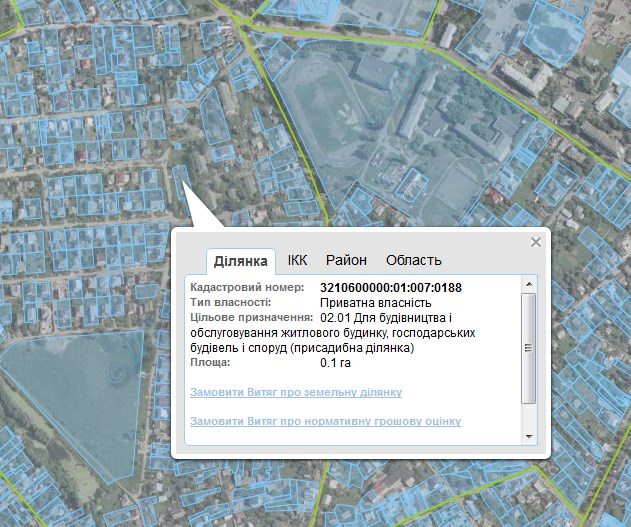 Ділянка ІКК Район Область
Кадастровий номер: 3210600000:01:007:0188
Тип власності: Приватна власність
Цільове призначення: 02.01 Для будівництва і
обслуговування житлового будинку, господарських
будівель і споруд (присадибна ділянка)
Площа: 0.1 га
Замовити Витяг про земельну ділянку
Замовити Витяг про нормативну грошову оцінку